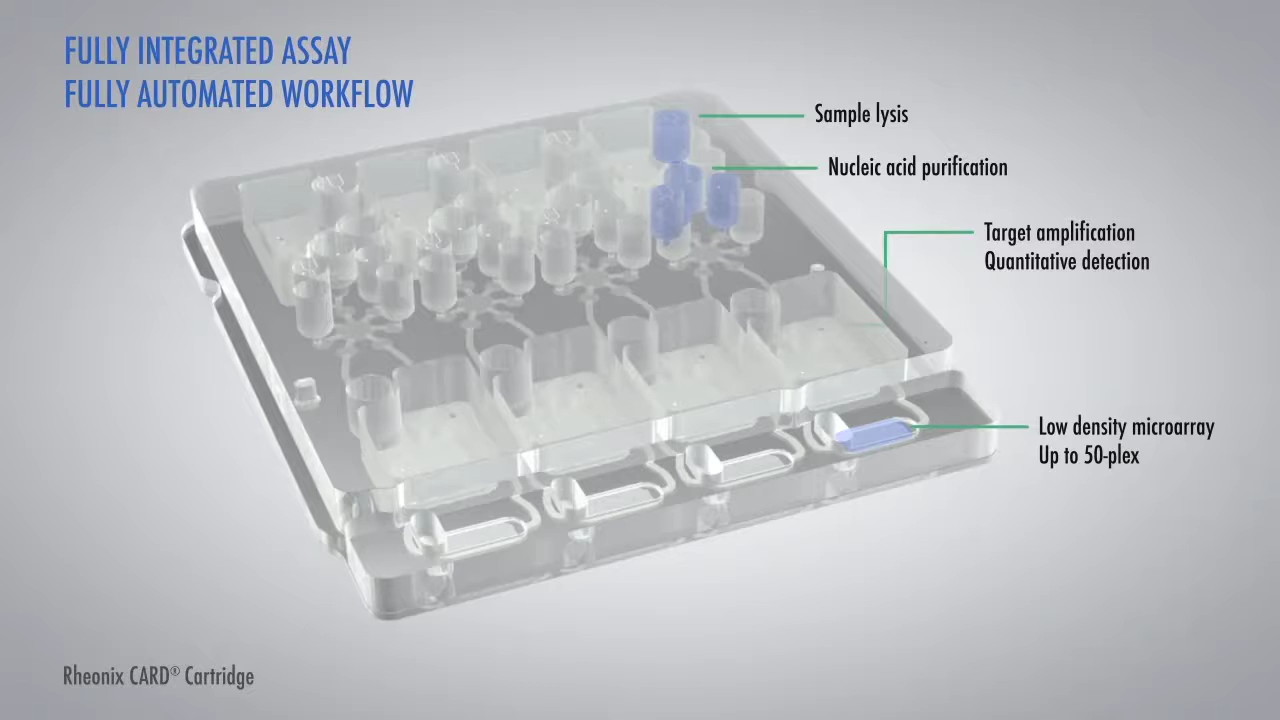 FULLY INTEGRATED ASSAY
FULLY AUTOMATED WORKFLOW
Sample lysis
Nucleic acid purification
Target amplification
Quantitative detection
Low density microarray
Up to 50-plex
Rheonix CARD® Cartridge